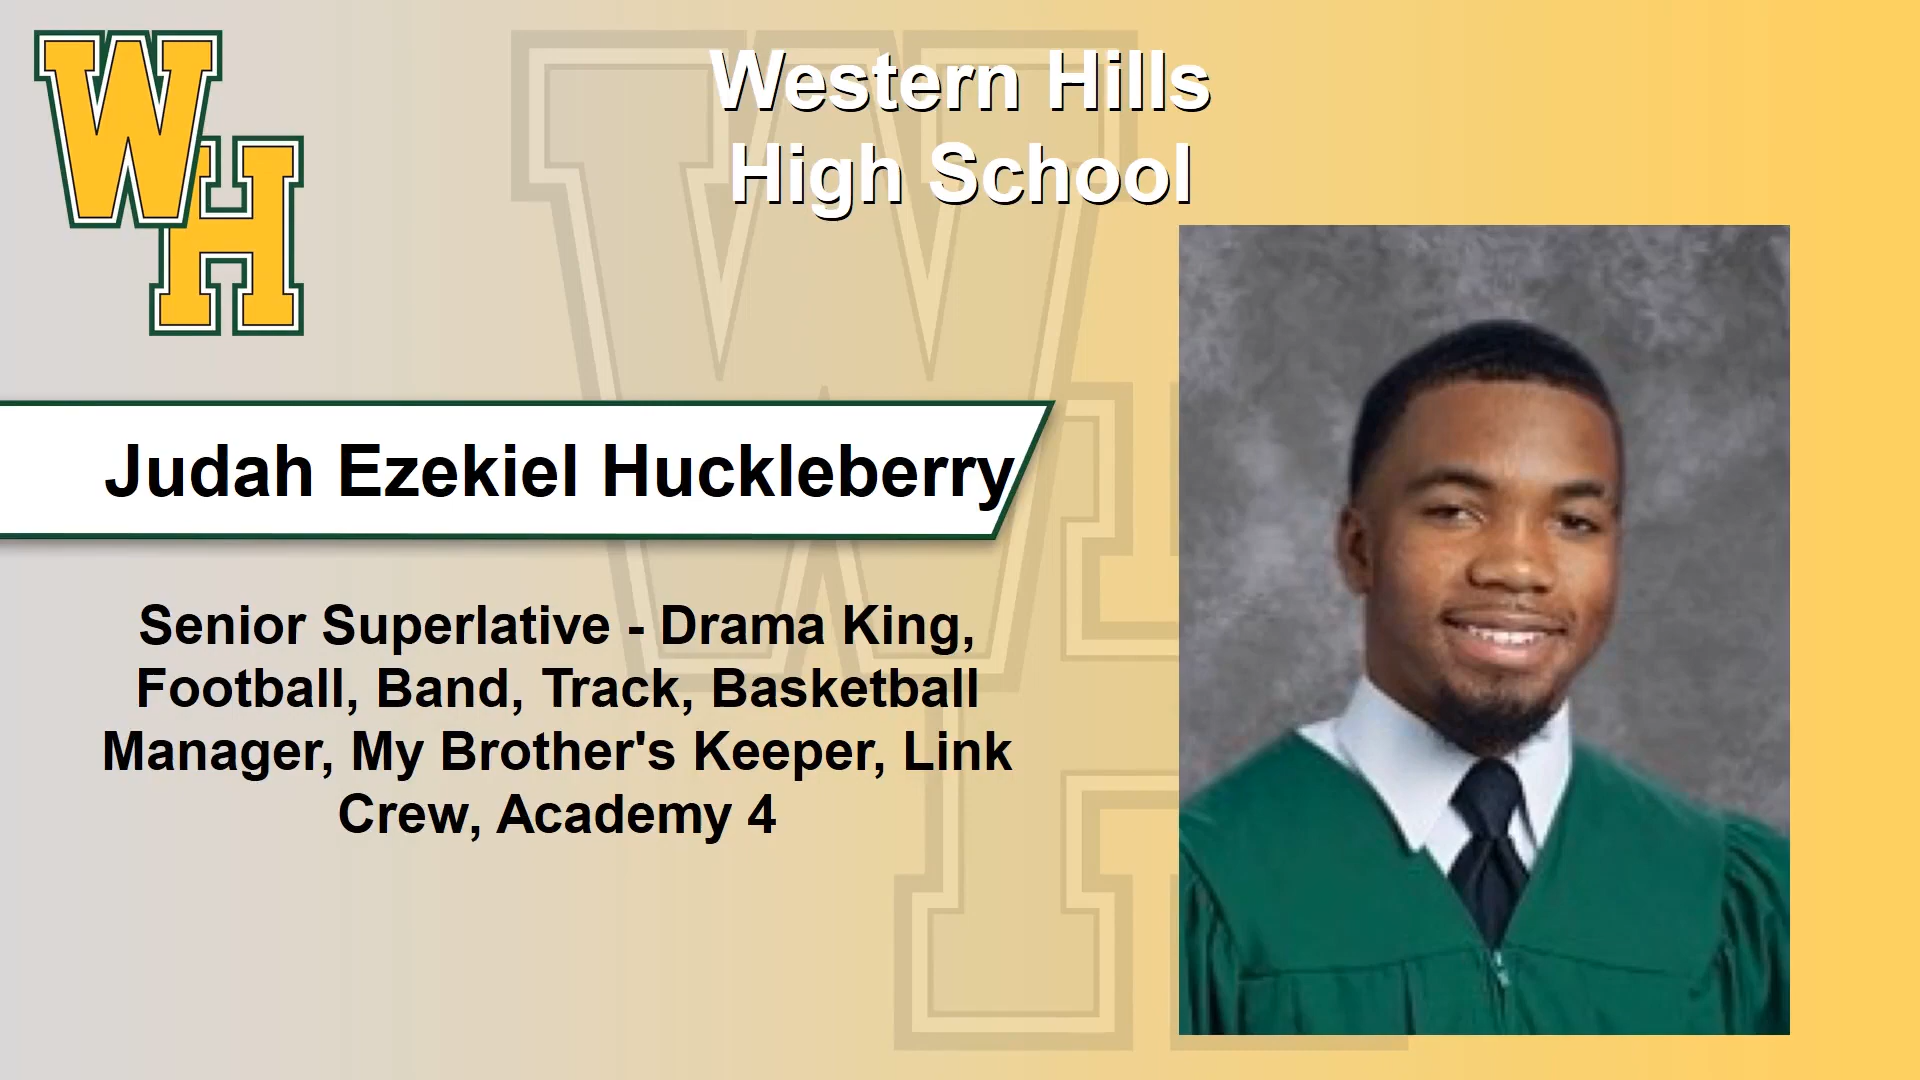 WH
Western Hills
High School
Judah Ezekiel Huckleberry
Senior Superlative - Drama King,
Football, Band, Track, Basketball
Manager, My Brother's Keeper, Link
Crew, Academy 4